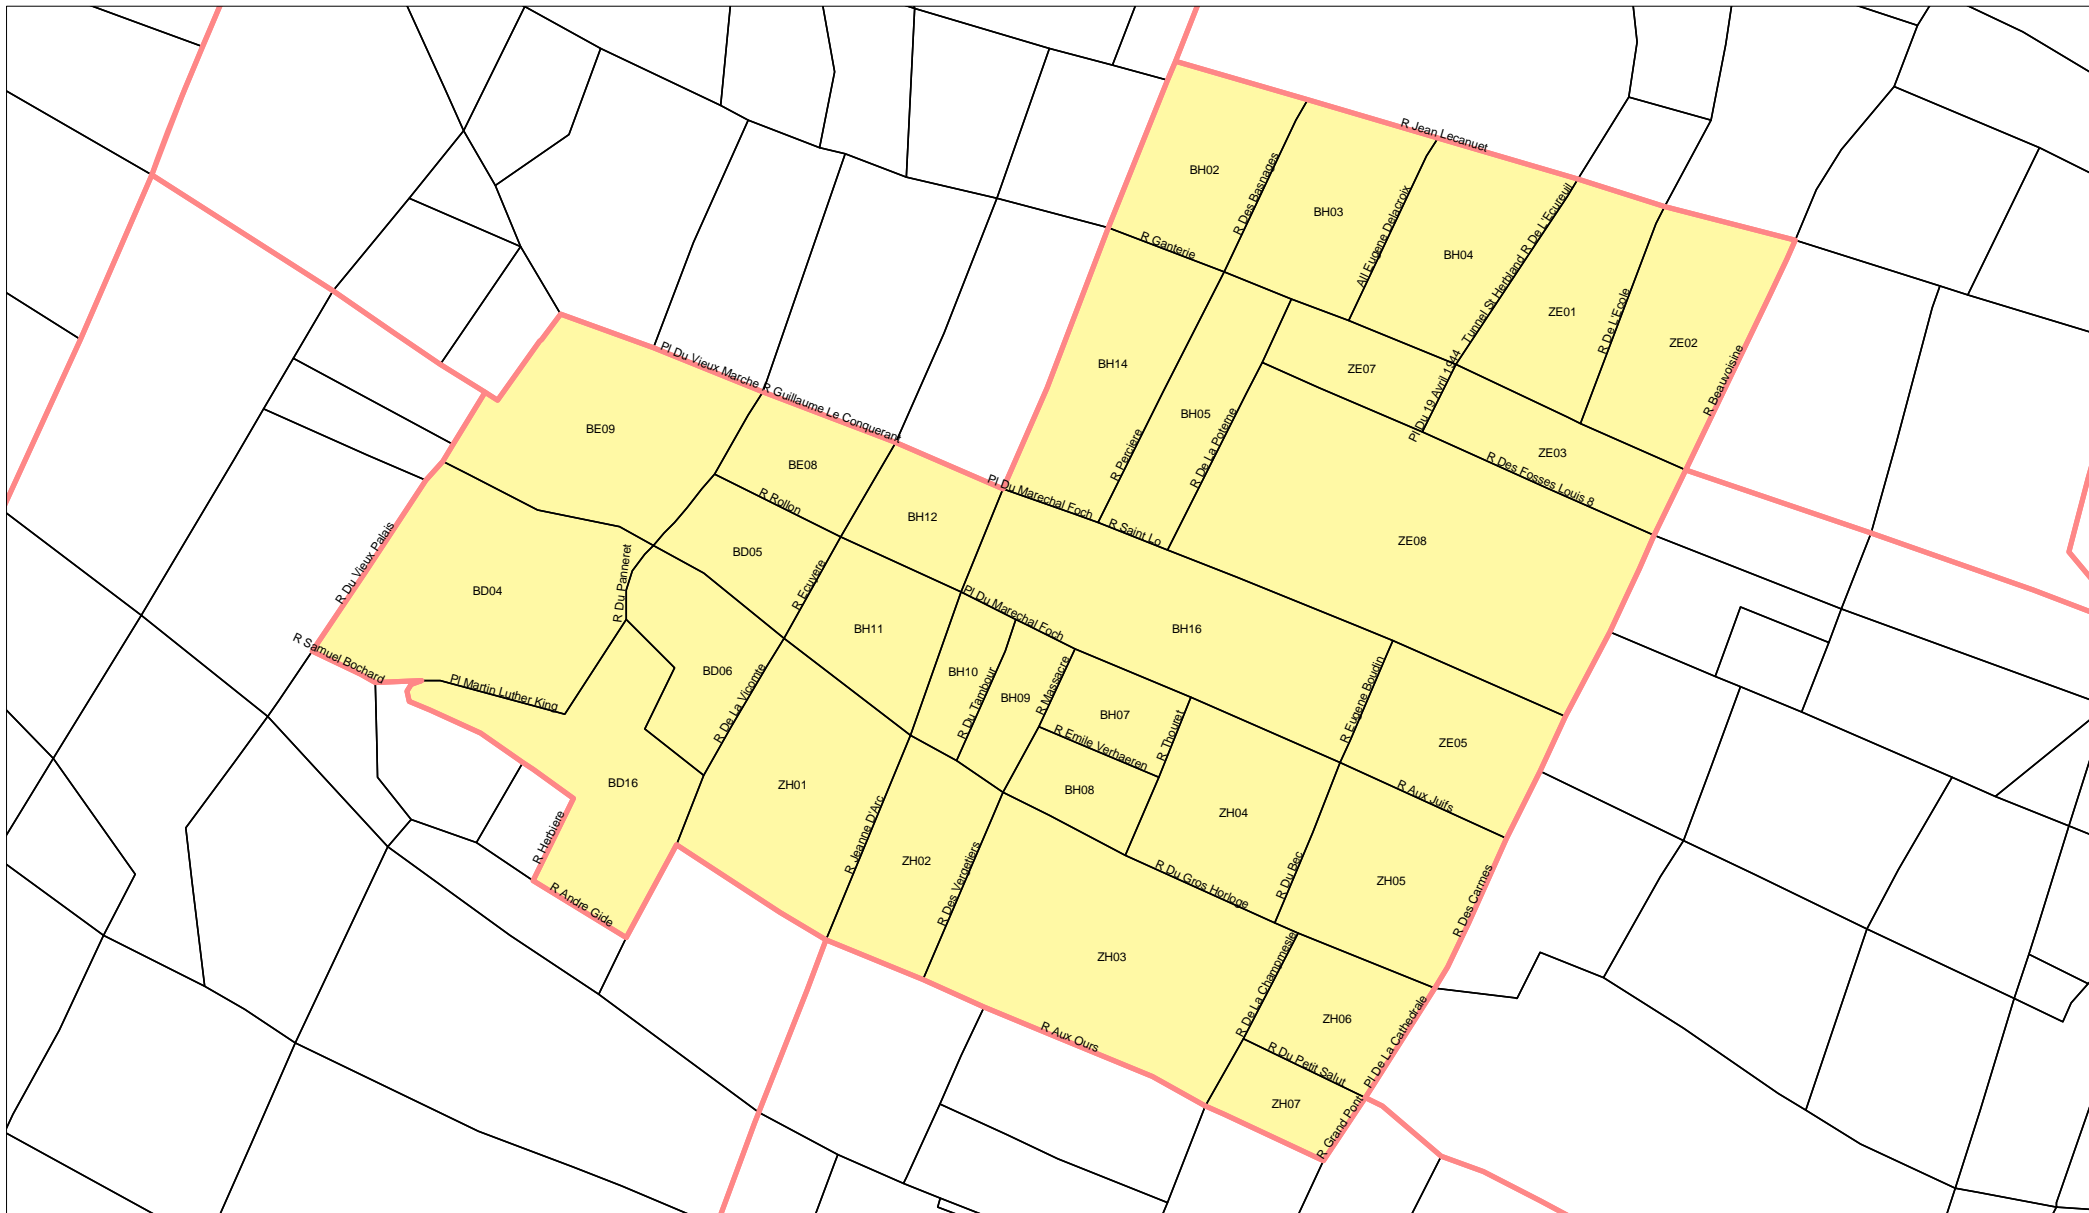 R Jean Lecanuet
BH02
R Des Basnages
BH03
All Eugene Delacroix
R De L'Ecureuil
R Ganterie
BH04
Tunnel St Herbland
ZE01
R De L'Ecole
ZE02
Pl Du Vieux Marche
BH14
ZE07
Pl Du 19 Avril 1944
R Beauvoisine
R Guillaume Le Conquerant
BE09
BH05
R De La Poterne
BE08
R Perciere
ZE03
R Des Fosses Louis 8
R Rollon
Pl Du Marechal Foch
BH12
R Saint Lo
ZE08
R Du Vieux Palais
BD05
R Du Panneret
R Ecuyere
BD04
Pl Du Marechal Foch
BH11
BH16
R Samuel Bochard
BD06
BH10
R Du Tambour
BH09
R Massacre
R Eugene Boudin
Pl Martin Luther King
R De La Vicomte
BH07
R Thouret
R Emile Verhaeren
ZE05
BD16
ZH01
BH08
R Aux Juifs
ZH04
R Herbiere
R Jeanne D'Arc
ZH02
R Des Vergetiers
R Du Gros Horloge
R Du Bec
ZH05
R Des Carmes
R Andre Gide
ZH03
R De La Champmesle
ZH06
Pl De La Cathedrale
R Aux Ours
R Du Petit Salut
ZH07
R Grand Pont